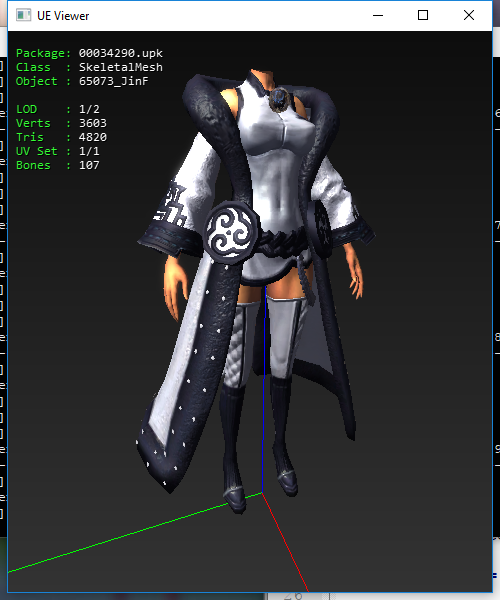 UE Viewer
Package: 00034290.upk
Class  : SkeletalMesh
Object : 65073_JinF
LOD    : 1/2
Verts  : 3603
Tris   : 4820
UV Set : 1/1
Bones  : 107